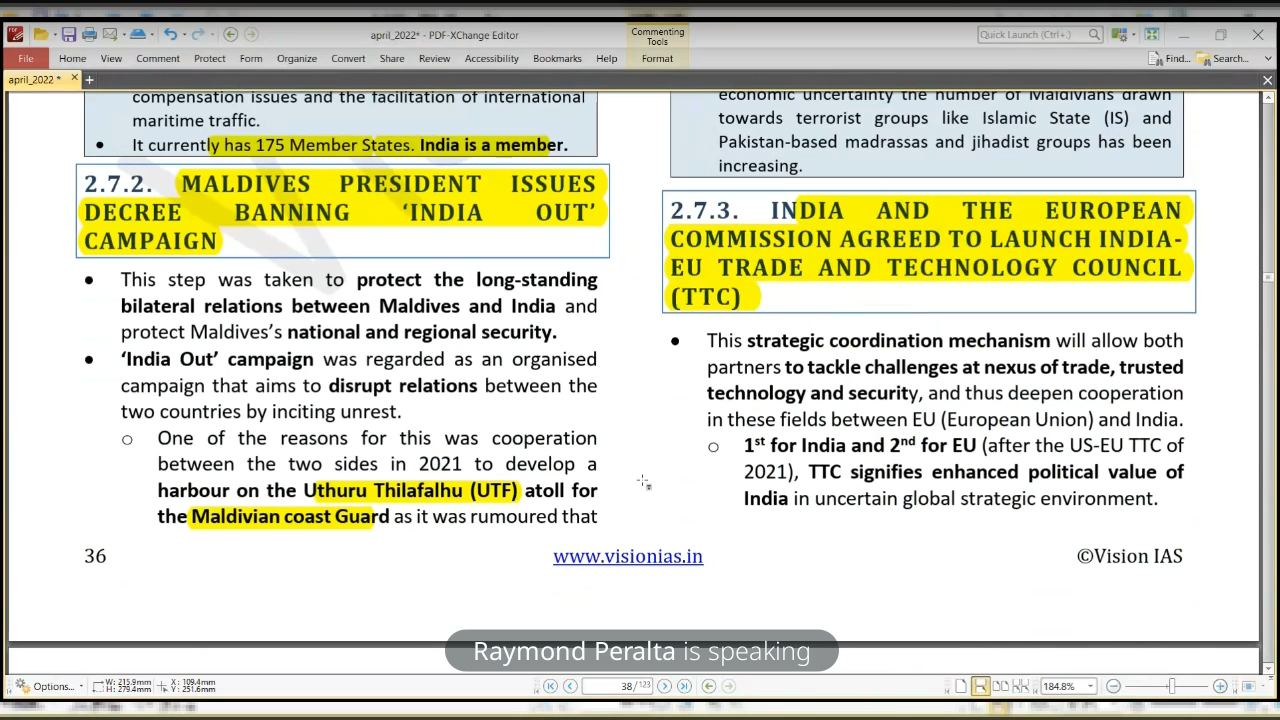 april_2022* - PDF-XChange Editor
Commenting
Tools
Quick Launch (Ctrl+.)
File
Home
View
Comment
Protect
Form
Organize
Convert
Share
Review
Accessibility
Bookmarks
Help
Format
Find...
Search...
april_2022 *
compensation issues and the facilitation of international
maritime traffic.
• It currently has 175 Member States. India is a member.
2.7.2. MALDIVES PRESIDENT ISSUES
DECREE BANNING ‘INDIA OUT’
CAMPAIGN
• This step was taken to protect the long-standing
bilateral relations between Maldives and India and
protect Maldives’s national and regional security.
• ‘India Out’ campaign was regarded as an organised
campaign that aims to disrupt relations between the
two countries by inciting unrest.
o One of the reasons for this was cooperation
between the two sides in 2021 to develop a
harbour on the Uthuru Thilafalhu (UTF) atoll for
the Maldivian coast Guard as it was rumoured that
economic uncertainty the number of Maldivians drawn
towards terrorist groups like Islamic State (IS) and
Pakistan-based madrassas and jihadist groups has been
increasing.
2.7.3. INDIA AND THE EUROPEAN
COMMISSION AGREED TO LAUNCH INDIA-
EU TRADE AND TECHNOLOGY COUNCIL
(TTC)
• This strategic coordination mechanism will allow both
partners to tackle challenges at nexus of trade, trusted
technology and security, and thus deepen cooperation
in these fields between EU (European Union) and India.
o 1st for India and 2nd for EU (after the US-EU TTC of
2021), TTC signifies enhanced political value of
India in uncertain global strategic environment.
36
www.visionias.in
©Vision IAS
Raymond Peralta is speaking
Options...
W: 215.9mm
H: 279.4mm
X: 109.4mm
Y: 251.6mm
38 /123
184.8%